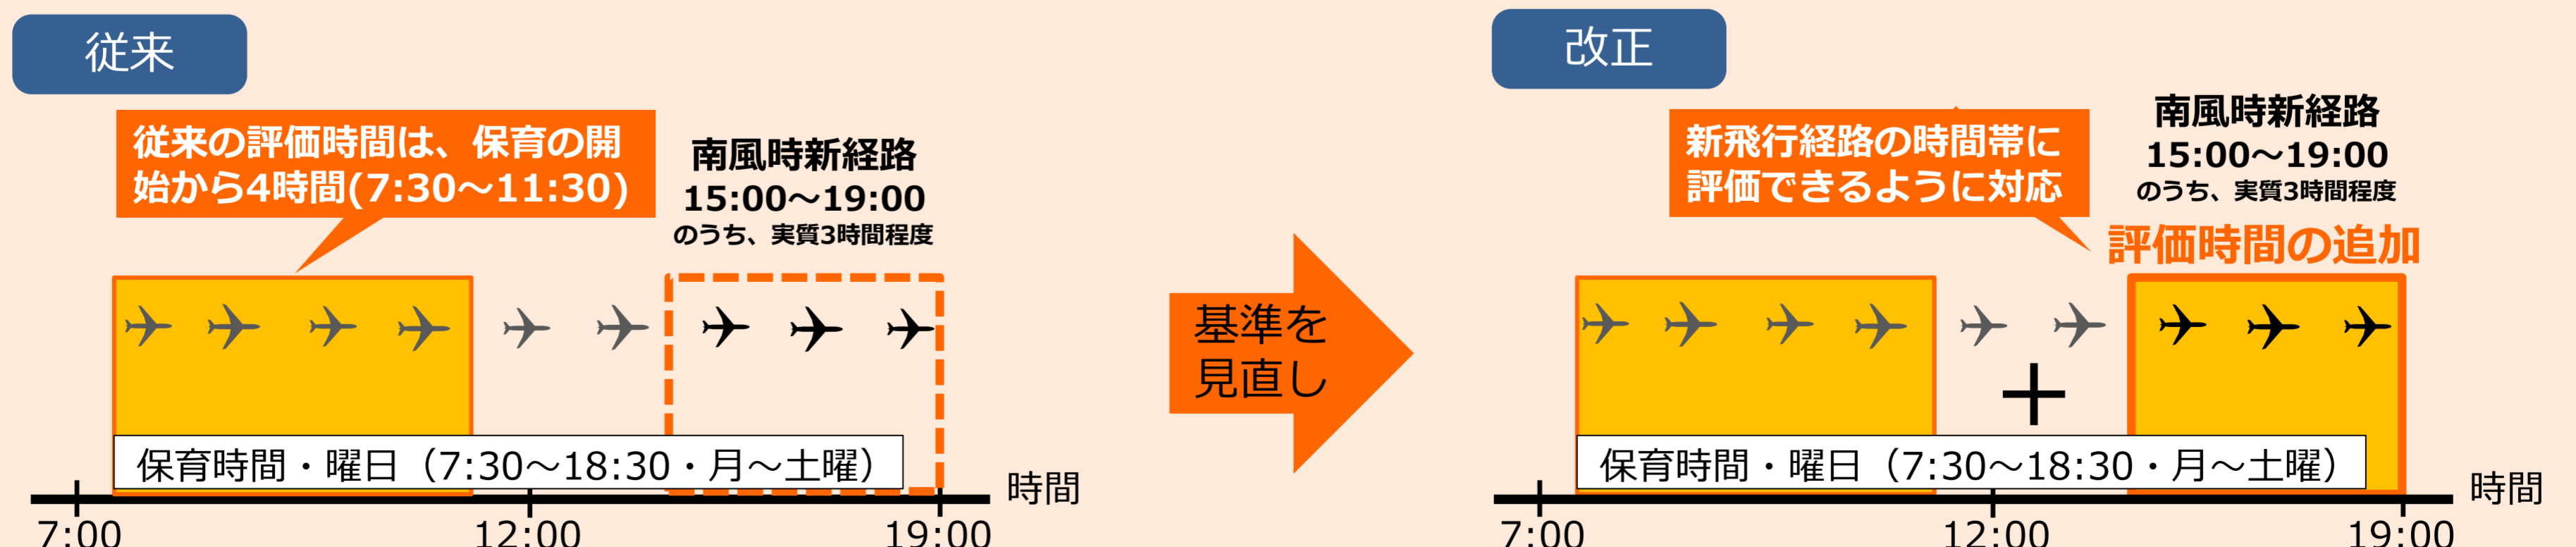 従来
従来の評価時間は、保育の開
始から4時間(7:30～11:30)
南風時新経路
15:00～19:00
のうち、実質3時間程度
保育時間・曜日（7:30～18:30・月～土曜）
時間
7:00
12:00
19:00
基準を
見直し
改正
新飛行経路の時間帯に
評価できるように対応
南風時新経路
15:00～19:00
のうち、実質3時間程度
評価時間の追加
+
保育時間・曜日（7:30～18:30・月～土曜）
時間
7:00
12:00
19:00